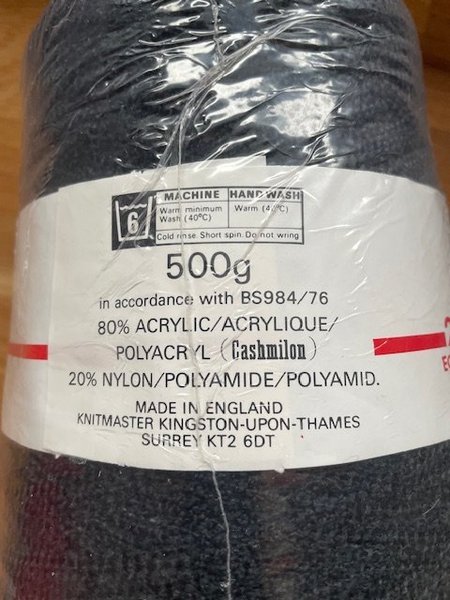 6
MACHINE HAND WASH
Warm minimum Warm (40°C)
Wash (40°C)
Cold rinse. Short spin. Do not wring
500g
in accordance with BS984/76
80% ACRYLIC/ACRYLIQUE/
POLYACRYL (Cashmilon)
20% NYLON/POLYAMIDE/POLYAMID.
MADE IN ENGLAND
KNITMASTER KINGSTON-UPON-THAMES
SURREY KT2 6DT